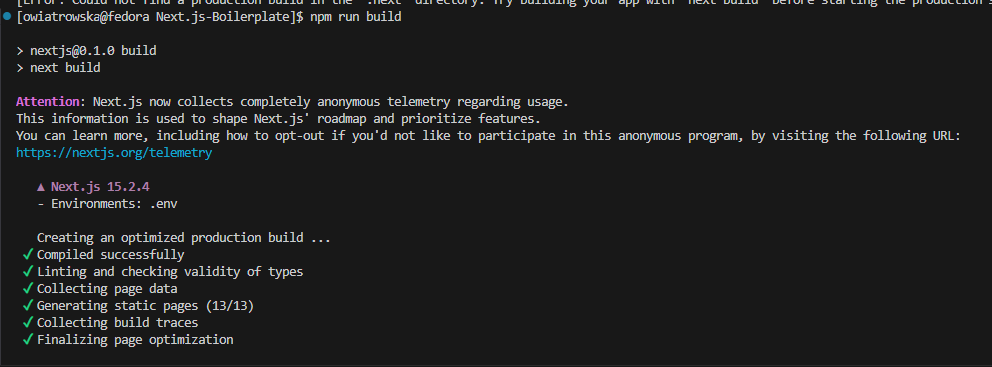 [Error: Could not find a production build in the '.next' directory. Try building your app with 'next build' before starting the production
[owiatrowska@fedora Next.js-Boilerplate]$ npm run build
> nextjs@0.1.0 build
> next build
Attention: Next.js now collects completely anonymous telemetry regarding usage.
This information is used to shape Next.js' roadmap and prioritize features.
You can learn more, including how to opt-out if you'd not like to participate in this anonymous program, by visiting the following URL:
https://nextjs.org/telemetry
▲ Next.js 15.2.4
- Environments: .env
Creating an optimized production build ...
✓ Compiled successfully
✓ Linting and checking validity of types
✓ Collecting page data
✓ Generating static pages (13/13)
✓ Collecting build traces
✓ Finalizing page optimization